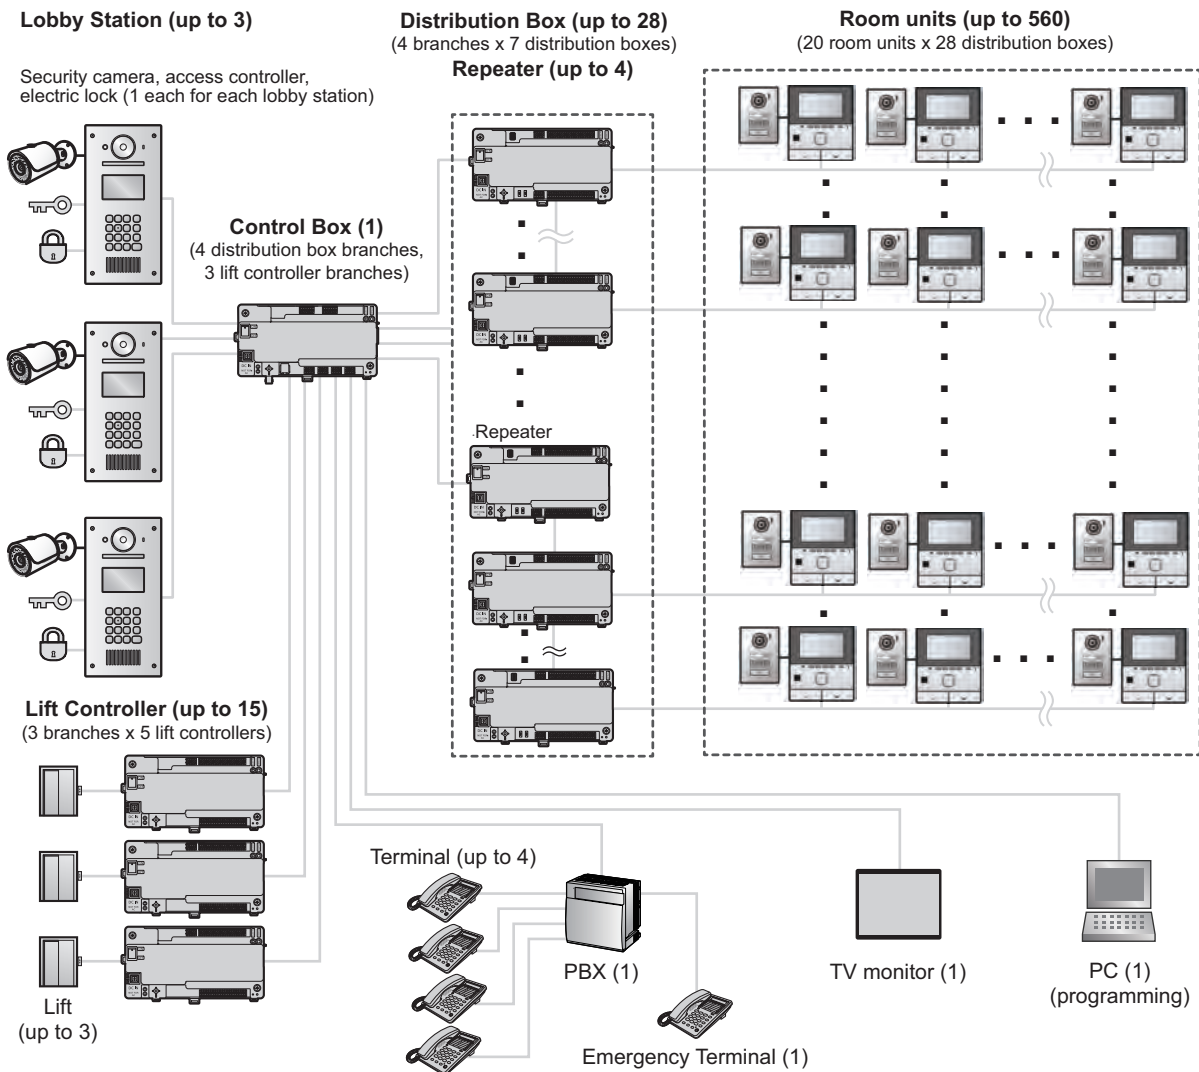 Lobby Station (up to 3)
Security camera, access controller,
electric lock (1 each for each lobby station)
Distribution Box (up to 28)
(4 branches x 7 distribution boxes)
Repeater (up to 4)
Room units (up to 560)
(20 room units x 28 distribution boxes)
Control Box (1)
(4 distribution box branches,
3 lift controller branches)
Repeater
Lift Controller (up to 15)
(3 branches x 5 lift controllers)
Lift
(up to 3)
Terminal (up to 4)
PBX (1)
Emergency Terminal (1)
TV monitor (1)
PC (1)
(programming)